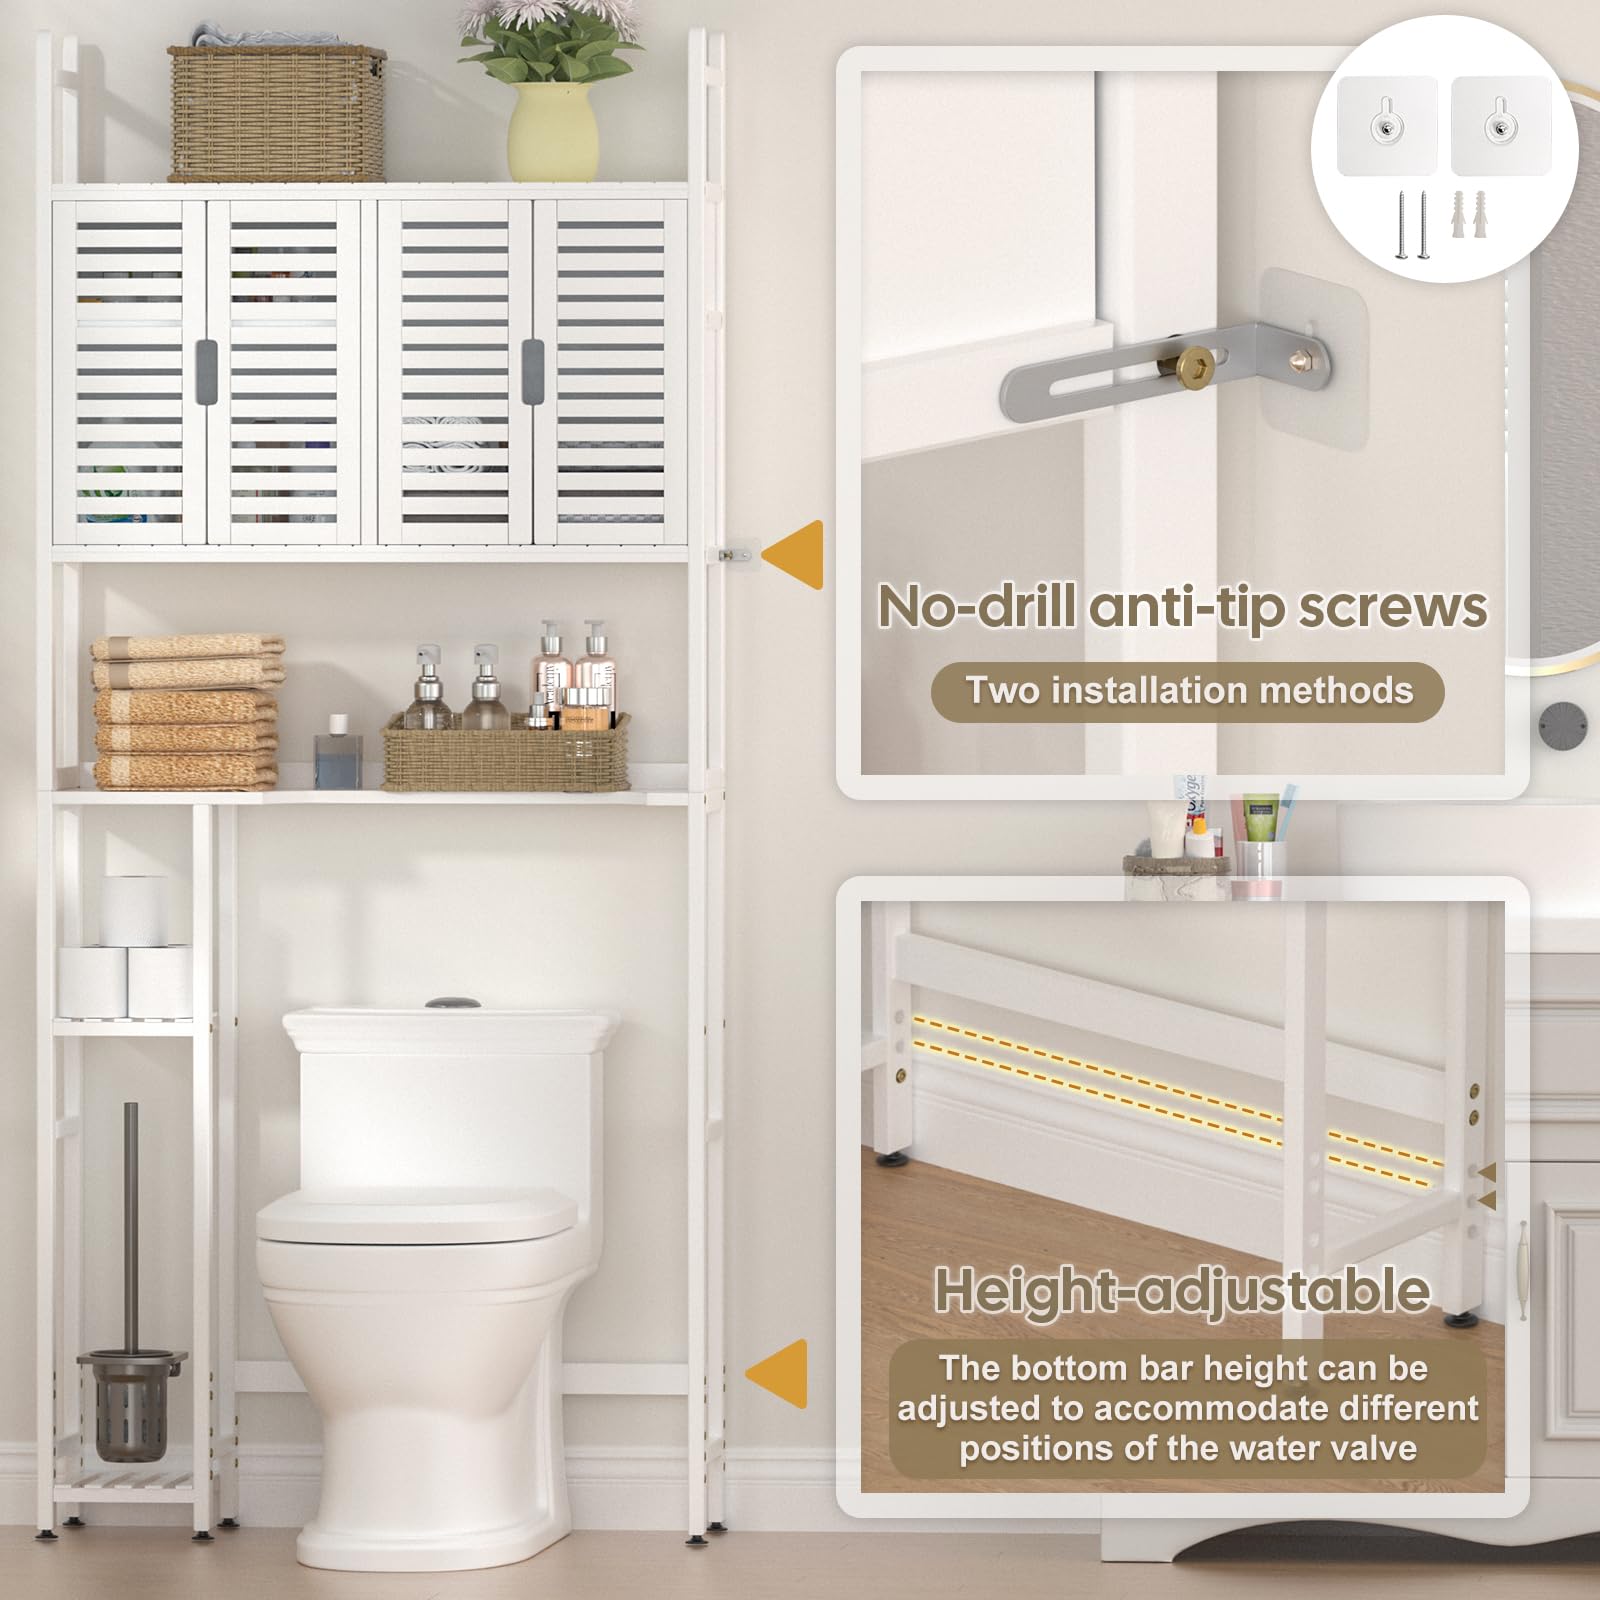 No-drill anti-tip screws
Two installation methods
Height-adjustable
The bottom bar height can be
adjusted to accommodate different
positions of the water valve